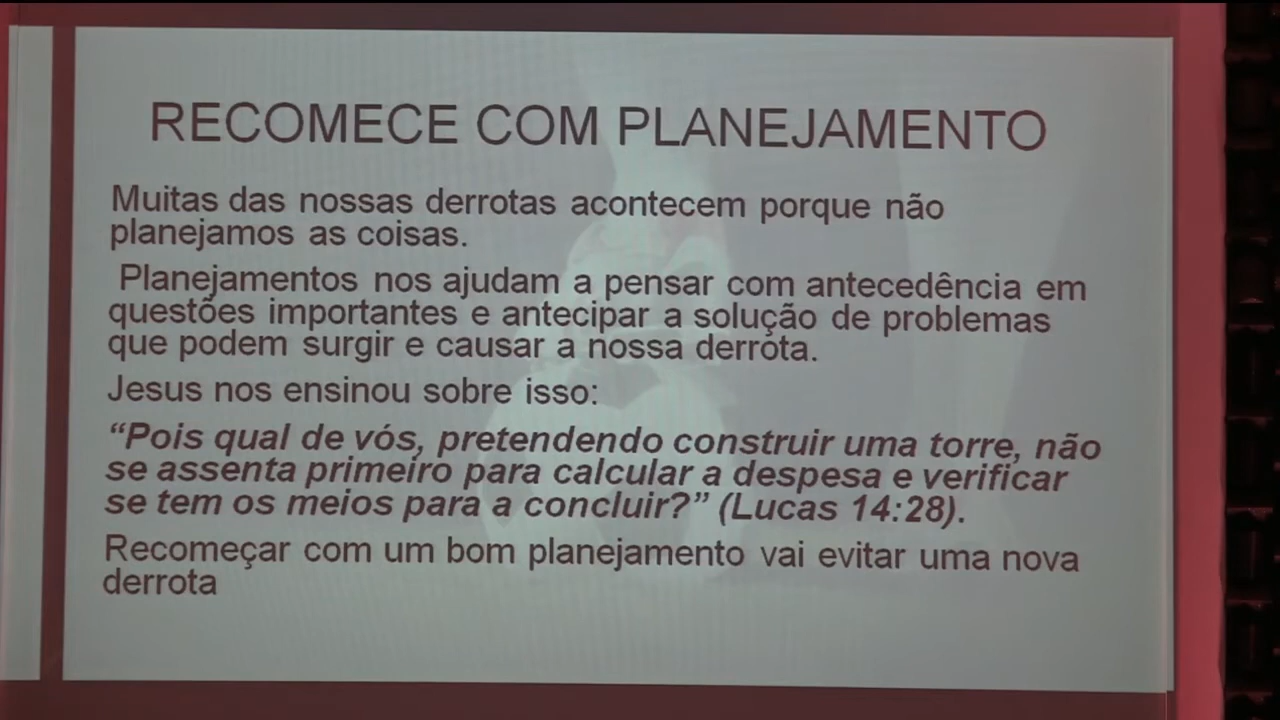 RECOMECE COM PLANEJAMENTO
Muitas das nossas derrotas acontecem porque não
planejamos as coisas.
Planejamentos nos ajudam a pensar com antecedência em
questões importantes e antecipar a solução de problemas
que podem surgir e causar a nossa derrota.
Jesus nos ensinou sobre isso:
“Pois qual de vós, pretendendo construir uma torre, não
se assenta primeiro para calcular a despesa e verificar
se tem os meios para a concluir?” (Lucas 14:28).
Recomeçar com um bom planejamento vai evitar uma nova
derrota